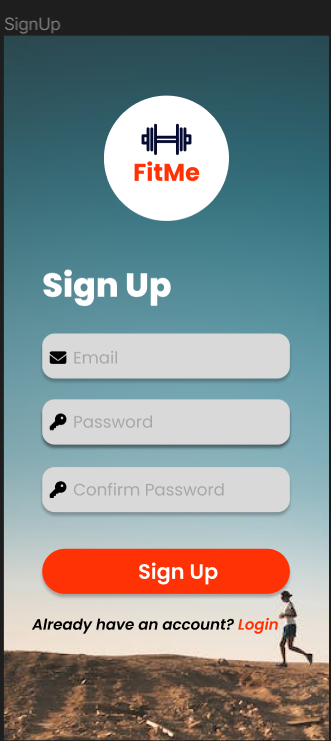 SignUp
FitMe
Sign Up
Email
Password
Confirm Password
Sign Up
Already have an account? Login